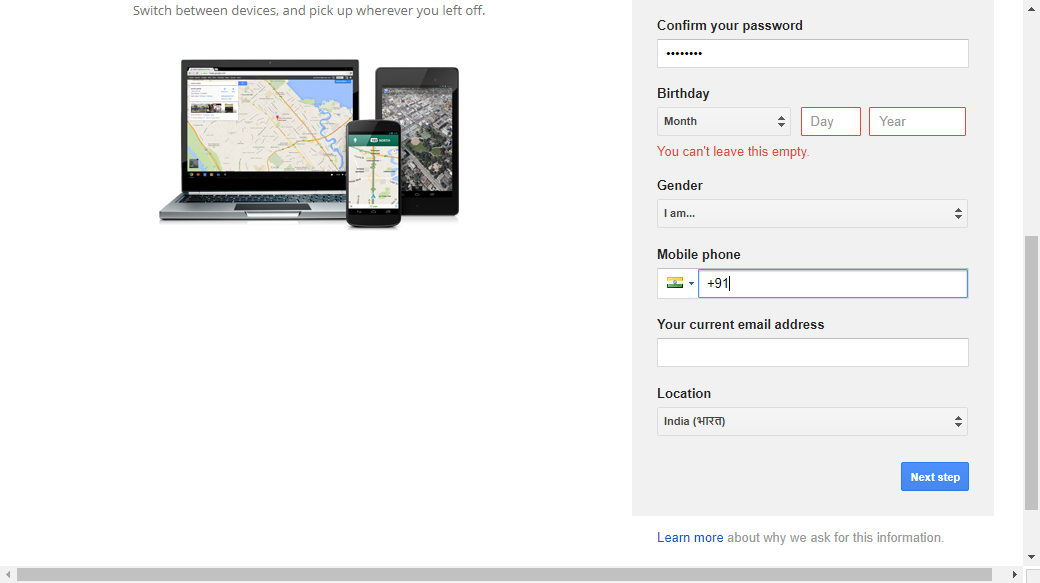 Switch between devices, and pick up wherever you left off.
Confirm your password
••••••••
Birthday
Month Day Year
You can't leave this empty.
Gender
I am...
Mobile phone
+91
Your current email address
Location
India (भारत)
Next step
Learn more about why we ask for this information.